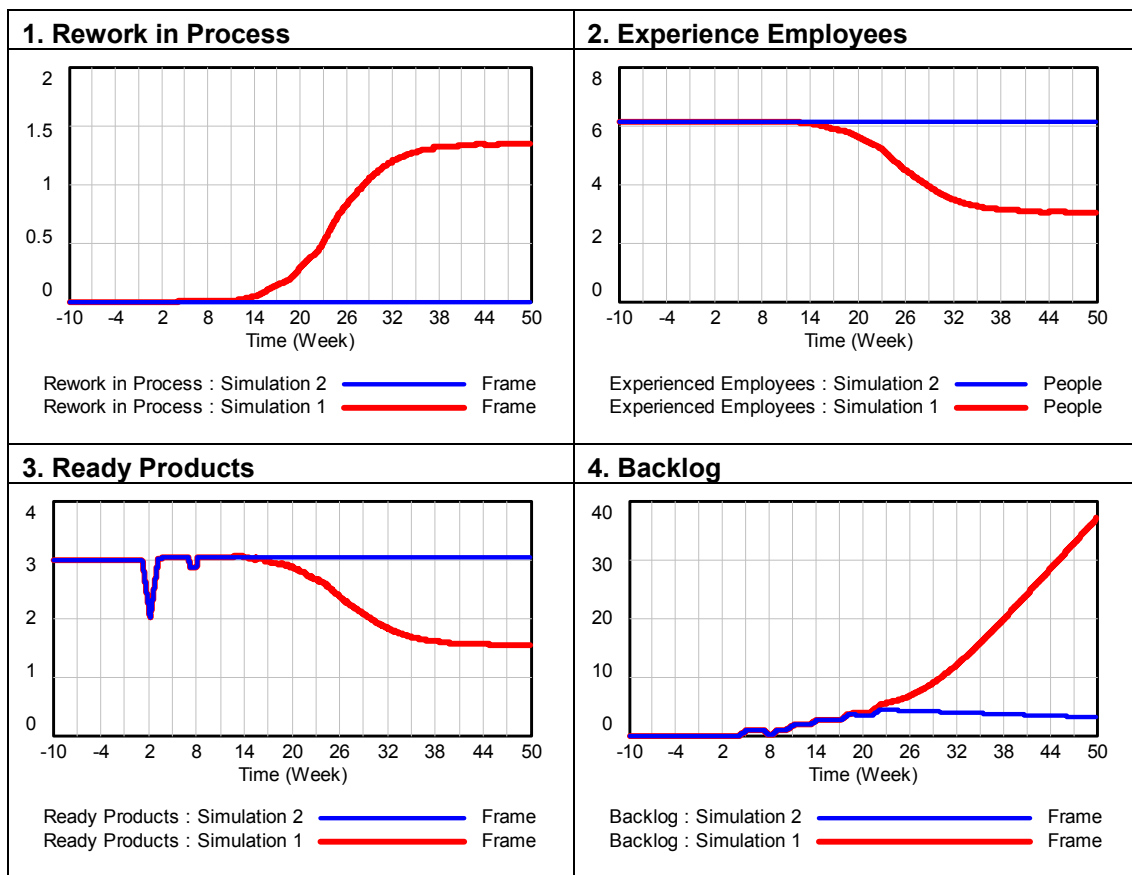 1. Rework in Process
2
1.5
1
0.5
0
-10 -4 2 8 14 20 26 32 38 44 50
Time (Week)
Rework in Process : Simulation 2 Frame
Rework in Process : Simulation 1 Frame
2. Experience Employees
8
6
4
2
0
-10 -4 2 8 14 20 26 32 38 44 50
Time (Week)
Experienced Employees : Simulation 2 People
Experienced Employees : Simulation 1 People
3. Ready Products
4
3
2
1
0
-10 -4 2 8 14 20 26 32 38 44 50
Time (Week)
Ready Products : Simulation 2 Frame
Ready Products : Simulation 1 Frame
4. Backlog
40
30
20
10
0
-10 -4 2 8 14 20 26 32 38 44 50
Time (Week)
Backlog : Simulation 2 Frame
Backlog : Simulation 1 Frame